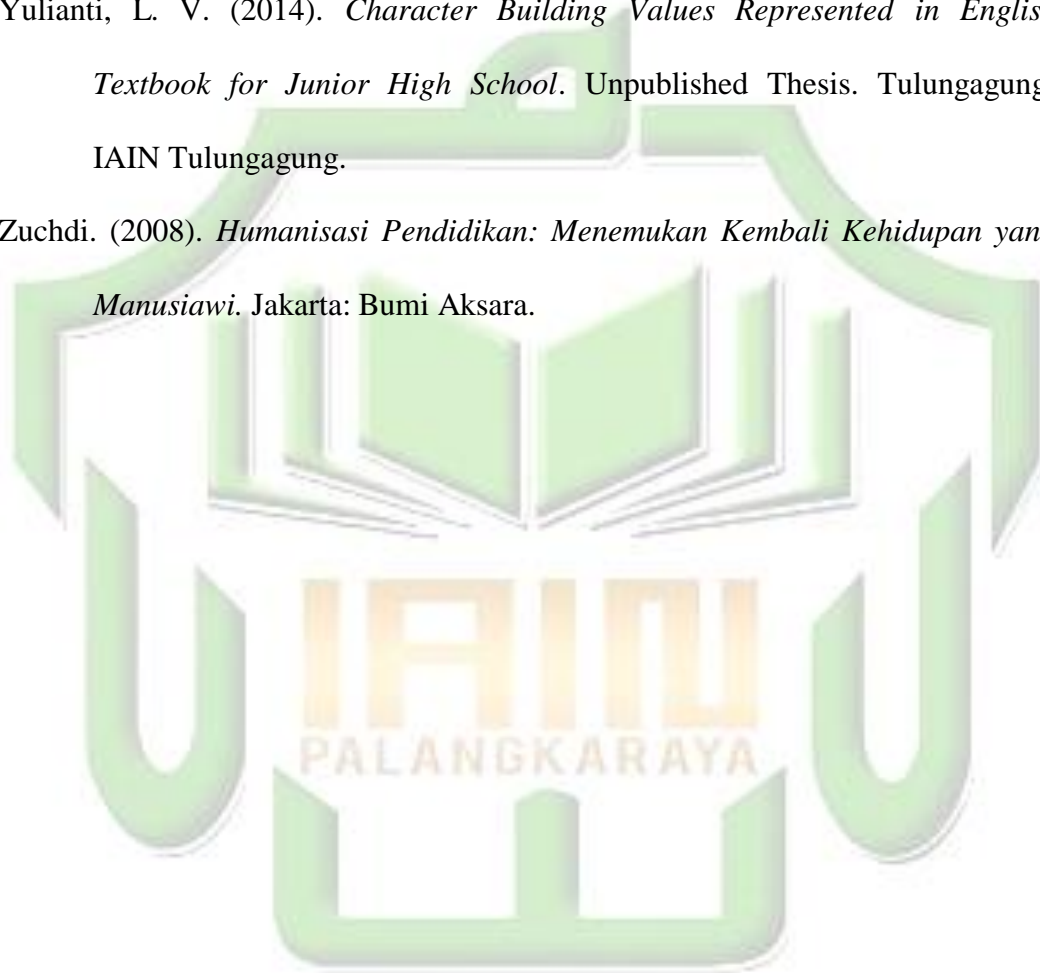 Yulianti, L. V. (2014). Character Building Values Represented in Englis
Textbook for Junior High School. Unpublished Thesis. Tulungagung
IAIN Tulungagung.
Zuchdi. (2008). Humanisasi Pendidikan: Menemukan Kembali Kehidupan yan
Manusiawi. Jakarta: Bumi Aksara.
IAIN
PALANGKARAYA